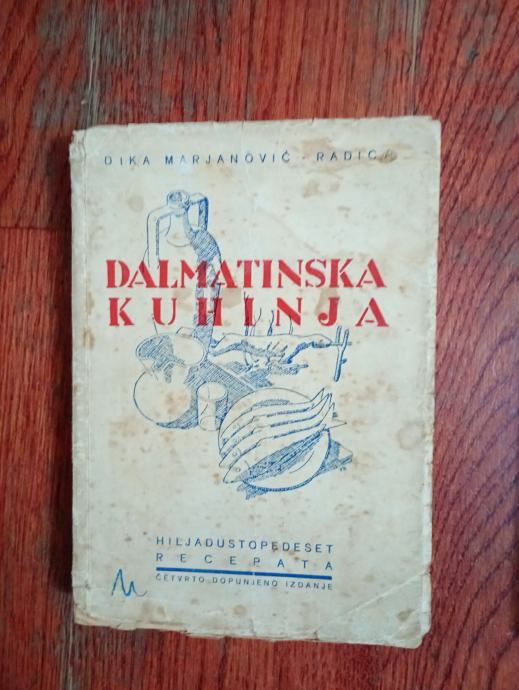 DIKA MARJANOVIĆ - RADICA
DALMATINSKA
KUHINJA
HILJADUSTOPEDESET
RECEPATA
ČETVRTO DOPUNJENO IZDANJE